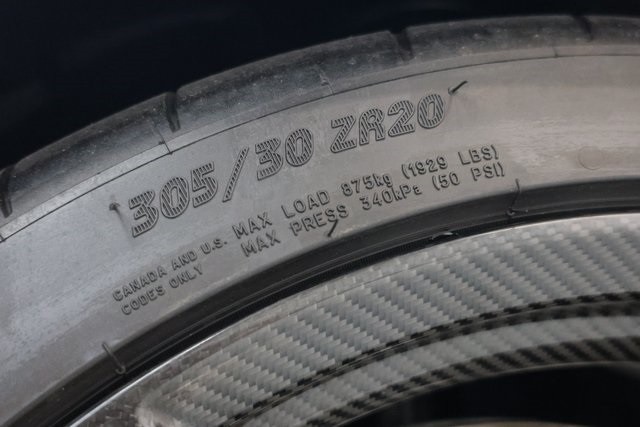 305/30 ZR20
CANADA AND U.S. MAX LOAD 875kg (1929 LBS)
CODES ONLY MAX PRESS 340kPa (50 PSI)